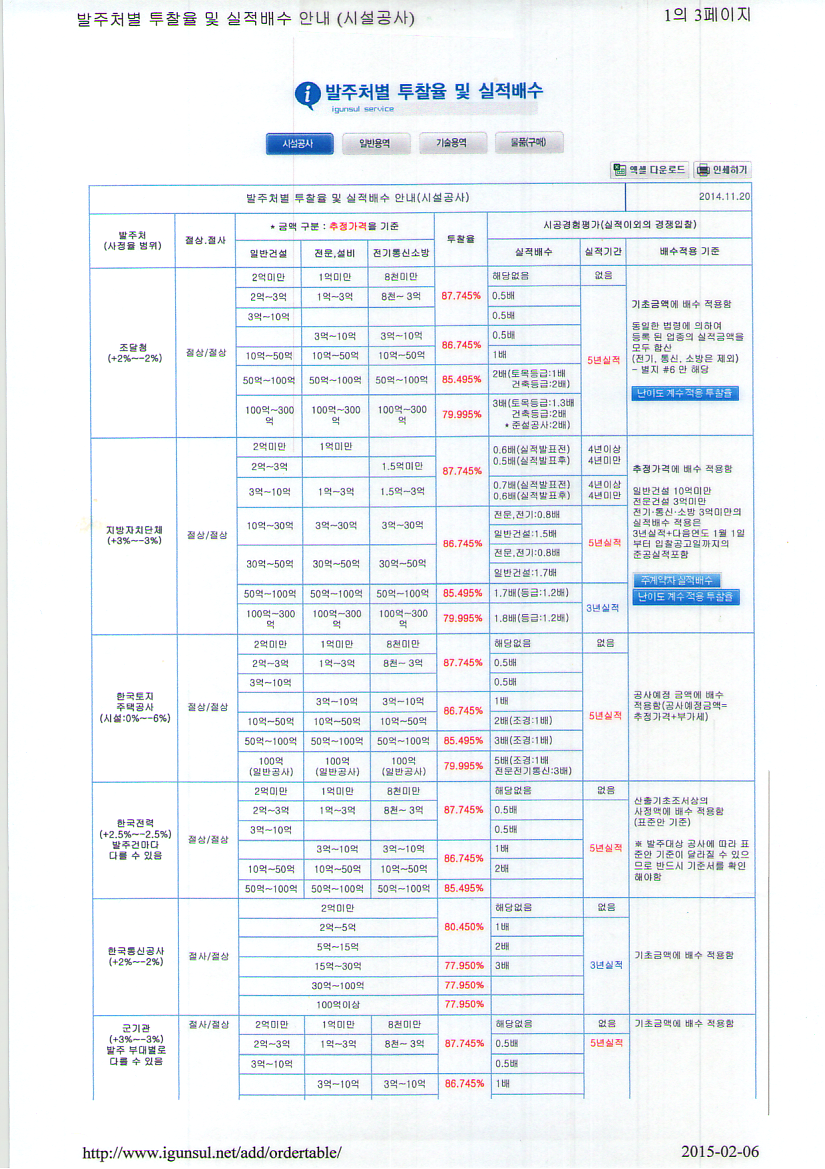 발주처별 투찰율 및 실적배수 안내 (시설공사)
1의 3페이지
i 발주처별 투찰율 및 실적배수
igunsul service
시설공사 일반용역 기술용역 물품(구매)
엑셀 다운로드 인쇄하기
발주처별 투찰율 및 실적배수 안내(시설공사) 2014.11.20
발주처 (사정율 범위) 절상.절사 * 금액 구분 : 추정가격을 기준 투찰율 시공경험평가(실적이외의 경쟁입찰)
일반건설 전문,설비 전기통신소방 실적배수 실적기간 배수적용 기준
조달청
(+2%~-2%)
절상/절상
2억미만 1억미만 8천미만 87.745% 해당없음 없음
2억~3억 1억~3억 8천~ 3억 0.5배 5년실적
3억~10억 0.5배
3억~10억 3억~10억 86.745% 0.5배
10억~50억 10억~50억 10억~50억 1배
50억~100억 50억~100억 50억~100억 85.495% 2배(토목등급:1배
건축등급:2배)
100억~300억 100억~300억 100억~300억 79.995% 3배(토목등급:1.3배
건축등급:2배
* 준설공사:2배)
기초금액에 배수 적용함
동일한 법령에 의하여
등록 된 업종의 실적금액을
모두 합산
(전기, 통신, 소방은 제외)
- 별지 #6 만 해당
난이도 계수 적용 투찰율
지방자치단체
(+3%~-3%)
절상/절상
2억미만 1억미만 87.745% 0.6배(실적발표전) 4년이상
0.5배(실적발표후) 4년미만
2억~3억 1.5억미만
3억~10억 1억~3억 1.5억~3억 0.7배(실적발표전) 4년이상
0.6배(실적발표후) 4년미만
10억~30억 3억~30억 3억~30억 86.745% 전문,전기:0.8배 5년실적
일반건설:1.5배
30억~50억 30억~50억 30억~50억 전문,전기:0.8배
일반건설:1.7배
50억~100억 50억~100억 50억~100억 85.495% 1.7배(등급:1.2배) 3년실적
100억~300억 100억~300억 100억~300억 79.995% 1.8배(등급:1.2배)
추정가격에 배수 적용함
일반건설 10억미만
전문건설 3억미만
전기·통신·소방 3억미만의
실적배수 적용은
3년실적+다음연도 1월 1일
부터 입찰공고일까지의
준공실적포함
주계약자 실적배수
난이도 계수 적용 투찰율
한국토지
주택공사
(시설:0%~-6%)
절상/절상
2억미만 1억미만 8천미만 87.745% 해당없음 없음
2억~3억 1억~3억 8천~ 3억 0.5배 5년실적
3억~10억 0.5배
3억~10억 3억~10억 86.745% 1배
10억~50억 10억~50억 10억~50억 2배(조경:1배)
50억~100억 50억~100억 50억~100억 85.495% 3배(조경:1배)
100억 (일반공사) 100억 (일반공사) 100억 (일반공사) 79.995% 5배(조경:1배
전문전기통신:3배)
공사예정 금액에 배수
적용함(공사예정금액=
추정가격+부가세)
한국전력
(+2.5%~-2.5%)
발주건마다
다를 수 있음
절상/절상
2억미만 1억미만 8천미만 87.745% 해당없음 없음
2억~3억 1억~3억 8천~ 3억 0.5배 5년실적
3억~10억 0.5배
3억~10억 3억~10억 86.745% 1배
10억~50억 10억~50억 10억~50억 2배
50억~100억 50억~100억 50억~100억 85.495%
산출기초조서상의
사정액에 배수 적용함
(표준안 기준)
※ 발주대상 공사에 따라 표
준안 기준이 달라질 수 있으
므로 반드시 기준서를 확인
해야함
한국통신공사
(+2%~-2%)
절사/절상
2억미만 80.450% 해당없음 없음
2억~5억 1배 3년실적
5억~15억 2배
15억~30억 77.950% 3배
30억~100억 77.950%
100억이상 77.950%
기초금액에 배수 적용함
군기관
(+3%~-3%)
발주 부대별로
다를 수 있음
절사/절상
2억미만 1억미만 8천미만 87.745% 해당없음 없음 기초금액에 배수 적용함
2억~3억 1억~3억 8천~ 3억 0.5배 5년실적
3억~10억 0.5배
3억~10억 3억~10억 86.745% 1배
http://www.igunsul.net/add/ordertable/ 2015-02-06